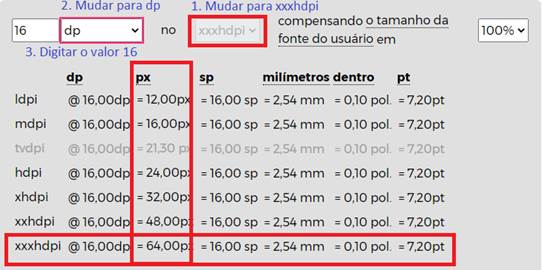 2. Mudar para dp 1. Mudar para xxxhdpi
16 dp no xxxhdpi compensando o tamanho da fonte do usuário em 100%
3. Digitar o valor 16
dp px sp milímetros dentro pt
ldpi @ 16,00dp = 12,00px = 16,00 sp = 2,54 mm = 0,10 pol. = 7,20pt
mdpi @ 16,00dp = 16,00px = 16,00 sp = 2,54 mm = 0,10 pol. = 7,20pt
tvdpi @ 16,00dp = 21,30 px = 16,00 sp = 2,54 mm = 0,10 pol. = 7,20pt
hdpi @ 16,00dp = 24,00px = 16,00 sp = 2,54 mm = 0,10 pol. = 7,20pt
xhdpi @ 16,00dp = 32,00px = 16,00 sp = 2,54 mm = 0,10 pol. = 7,20pt
xxhdpi @ 16,00dp = 48,00px = 16,00 sp = 2,54 mm = 0,10 pol. = 7,20pt
xxxhdpi @ 16,00dp = 64,00px = 16,00 sp = 2,54 mm = 0,10 pol. = 7,20pt